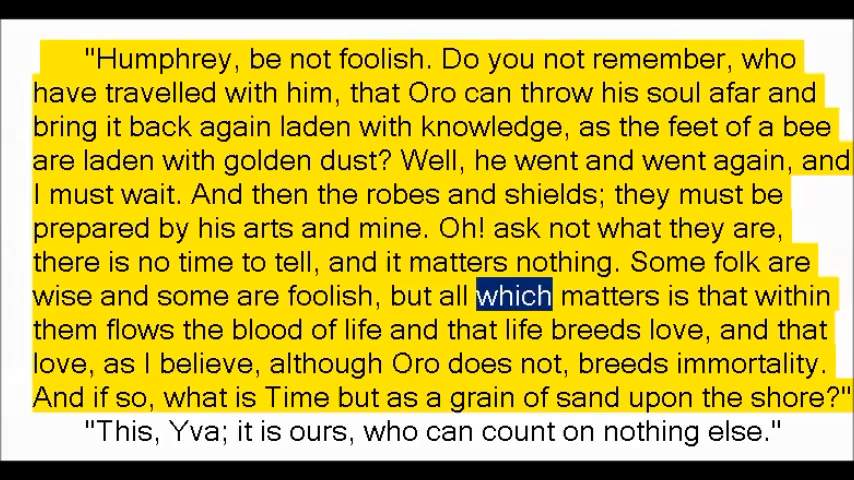 "Humphrey, be not foolish. Do you not remember, who
have travelled with him, that Oro can throw his soul afar and
bring it back again laden with knowledge, as the feet of a bee
are laden with golden dust? Well, he went and went again, and
I must wait. And then the robes and shields; they must be
prepared by his arts and mine. Oh! ask not what they are,
there is no time to tell, and it matters nothing. Some folk are
wise and some are foolish, but all which matters is that within
them flows the blood of life and that life breeds love, and that
love, as I believe, although Oro does not, breeds immortality.
And if so, what is Time but as a grain of sand upon the shore?"
"This, Yva; it is ours, who can count on nothing else."